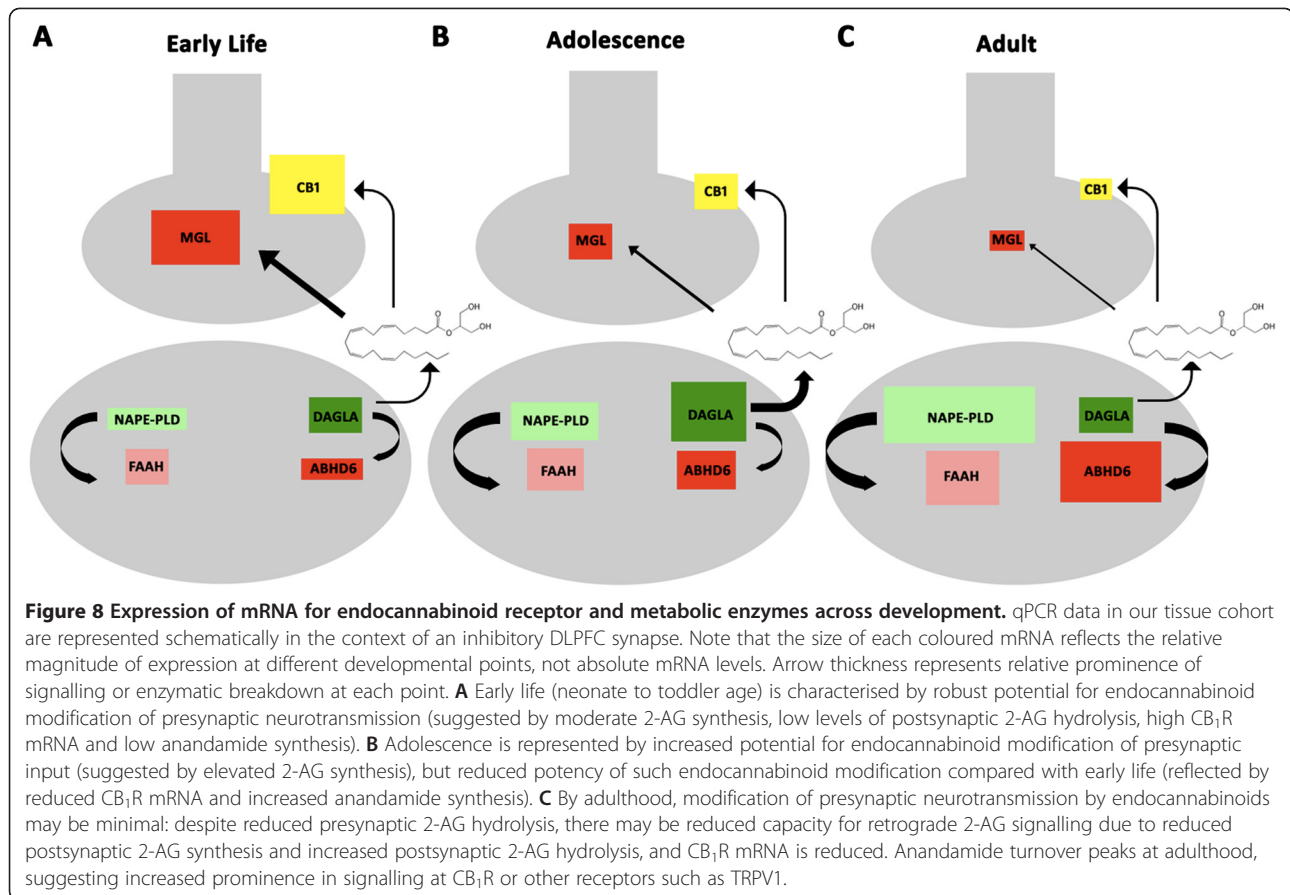 A
Early Life
CB1
MGL
OH
O
O
OH
NAPE-PLD
DAGLA
FAAH
ABHD6
B
Adolescence
CB1
MGL
OH
O
O
OH
NAPE-PLD
DAGLA
FAAH
ABHD6
C
Adult
CB1
MGL
OH
O
O
OH
NAPE-PLD
DAGLA
FAAH
ABHD6
Figure 8 Expression of mRNA for endocannabinoid receptor and metabolic enzymes across development. qPCR data in our tissue cohort
are represented schematically in the context of an inhibitory DLPFC synapse. Note that the size of each coloured mRNA reflects the relative
magnitude of expression at different developmental points, not absolute mRNA levels. Arrow thickness represents relative prominence of
signalling or enzymatic breakdown at each point. A Early life (neonate to toddler age) is characterised by robust potential for endocannabinoid
modification of presynaptic neurotransmission (suggested by moderate 2-AG synthesis, low levels of postsynaptic 2-AG hydrolysis, high CB₁R
mRNA and low anandamide synthesis). B Adolescence is represented by increased potential for endocannabinoid modification of presynaptic
input (suggested by elevated 2-AG synthesis), but reduced potency of such endocannabinoid modification compared with early life (reflected by
reduced CB₁R mRNA and increased anandamide synthesis). C By adulthood, modification of presynaptic neurotransmission by endocannabinoids
may be minimal: despite reduced presynaptic 2-AG hydrolysis, there may be reduced capacity for retrograde 2-AG signalling due to reduced
postsynaptic 2-AG synthesis and increased postsynaptic 2-AG hydrolysis, and CB₁R mRNA is reduced. Anandamide turnover peaks at adulthood,
suggesting increased prominence in signalling at CB₁R or other receptors such as TRPV1.